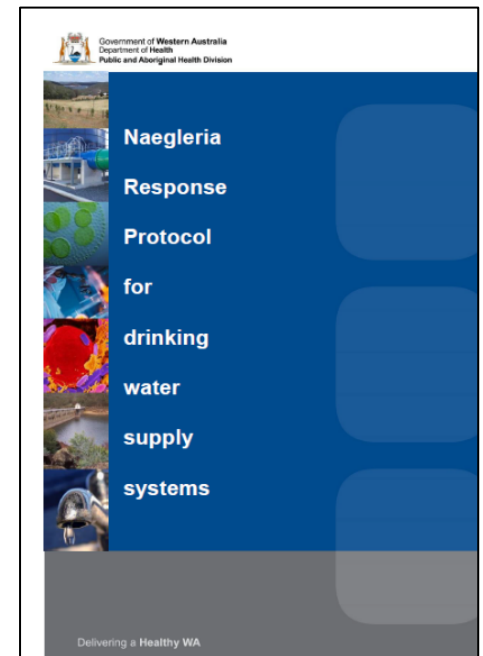 Government of Western Australia
Department of Health
Public and Aboriginal Health Division
Naegleria
Response
Protocol
for
drinking
water
supply
systems
Delivering a Healthy WA